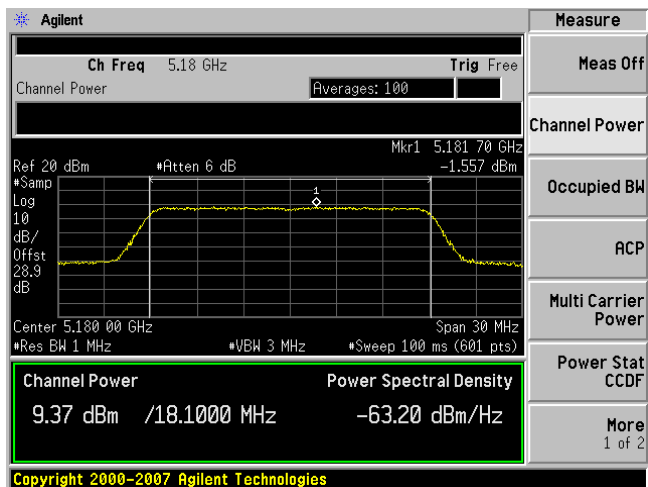 Agilent
Measure
Ch Freq 5.18 GHz Trig Free
Channel Power Averages: 100
Mkr1 5.181 70 GHz
Ref 20 dBm #Atten 6 dB -1.557 dBm
#Samp
Log
10
dB/
Offst
28.9
dB
1
Center 5.180 00 GHz Span 30 MHz
#Res BW 1 MHz #VBW 3 MHz #Sweep 100 ms (601 pts)
Channel Power Power Spectral Density
9.37 dBm /18.1000 MHz -63.20 dBm/Hz
Copyright 2000-2007 Agilent Technologies
Meas Off
Channel Power
Occupied BW
ACP
Multi Carrier
Power
Power Stat
CCDF
More
1 of 2